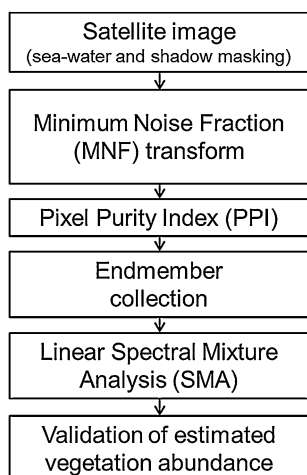 Satellite image
(sea-water and shadow masking)
Minimum Noise Fraction
(MNF) transform
Pixel Purity Index (PPI)
Endmember
collection
Linear Spectral Mixture
Analysis (SMA)
Validation of estimated
vegetation abundance